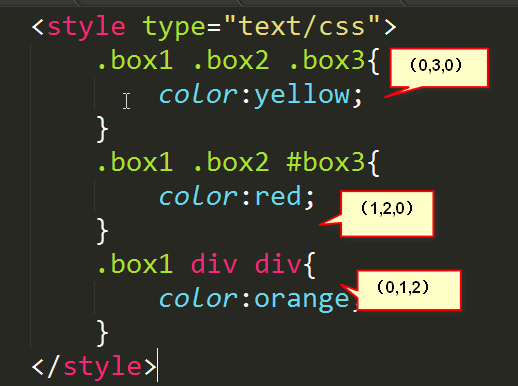 <style type="text/css">
.box1 .box2 .box3{
（0,3,0）
color:yellow;
}
.box1 .box2 #box3{
color:red;
（1,2,0）
}
.box1 div div{
（0,1,2）
color:orange;
}
</style>